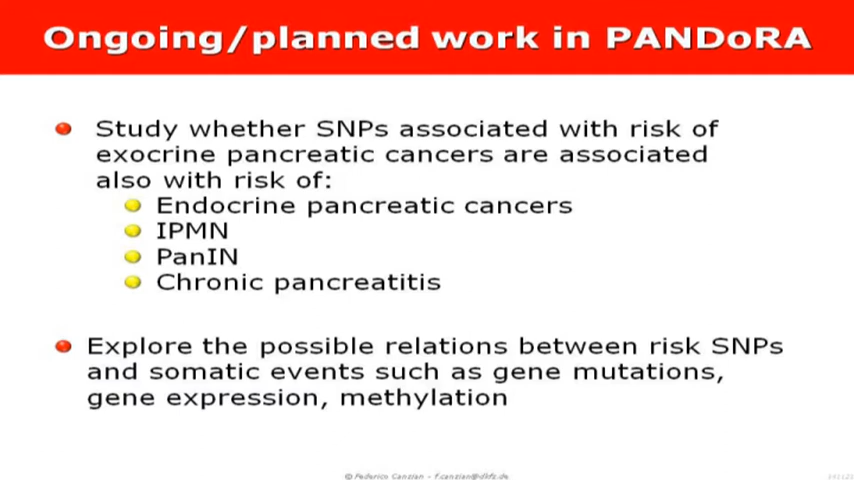 Ongoing/planned work in PANDoRA
Study whether SNPs associated with risk of
exocrine pancreatic cancers are associated
also with risk of:
Endocrine pancreatic cancers
IPMN
PanIN
Chronic pancreatitis
Explore the possible relations between risk SNPs
and somatic events such as gene mutations,
gene expression, methylation
© Federico Canzian – f.canzian@dkfz.de